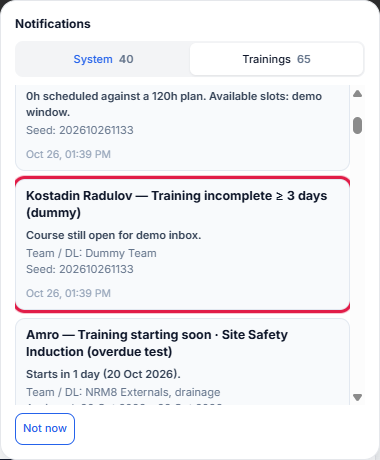 Notifications
System 40
Trainings 65
0h scheduled against a 120h plan. Available slots: demo
window.
Seed: 202610261133
Oct 26, 01:39 PM
Kostadin Radulov — Training incomplete ≥ 3 days
(dummy)
Course still open for demo inbox.
Team / DL: Dummy Team
Seed: 202610261133
Oct 26, 01:39 PM
Amro — Training starting soon · Site Safety
Induction (overdue test)
Starts in 1 day (20 Oct 2026).
Team / DL: NRM8 Externals, drainage
Not now